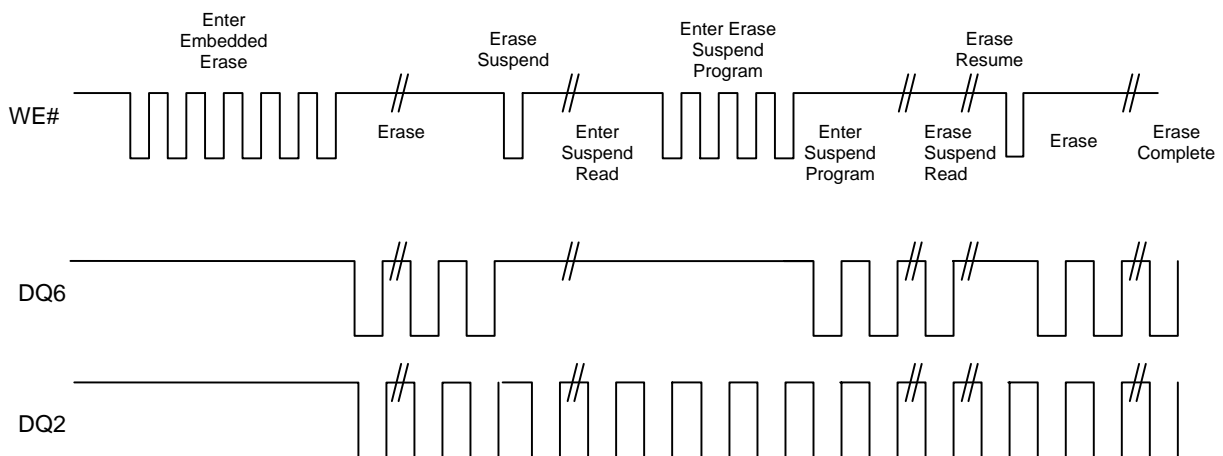 Enter
Embedded
Erase
Erase
Suspend
Enter Erase
Suspend
Program
Erase
Resume
WE#
Erase
Enter
Suspend
Read
Enter
Suspend
Program
Erase
Suspend
Read
Erase
Erase
Complete
DQ6
DQ2